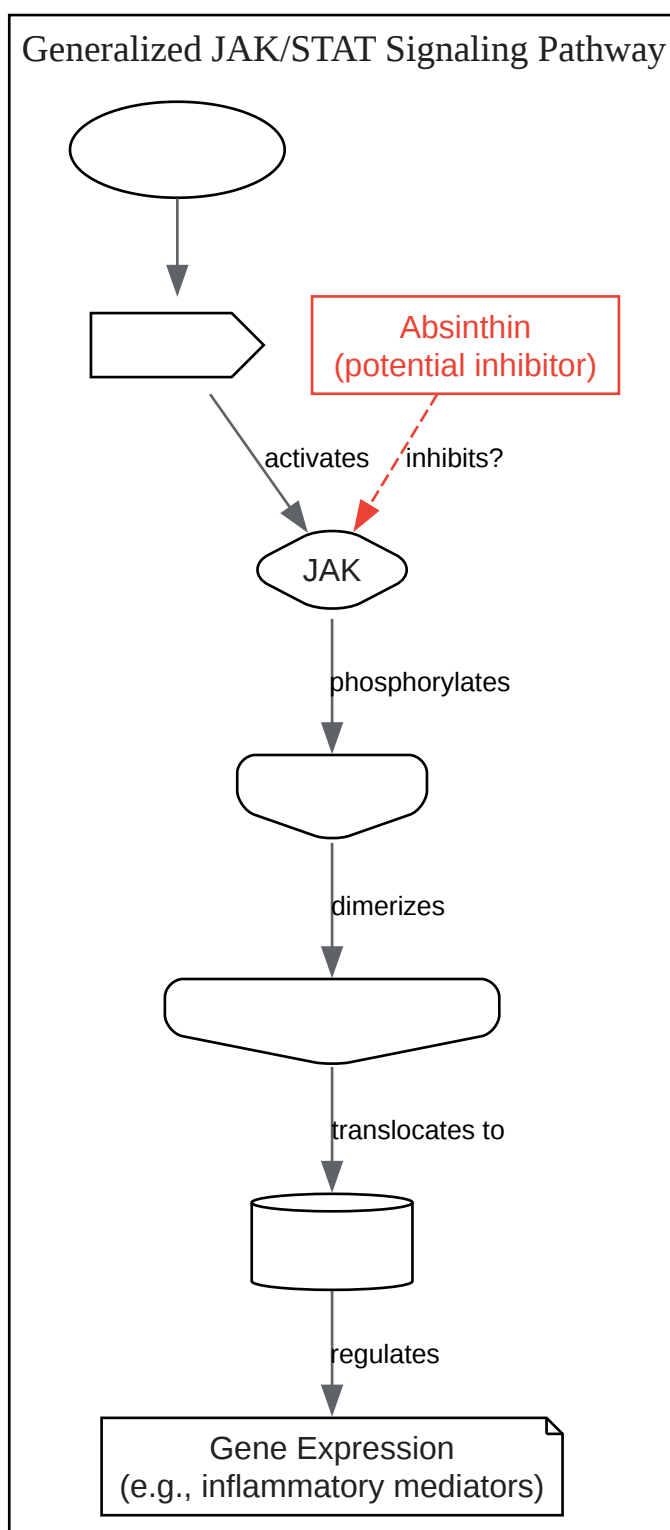 Generalized JAK/STAT Signaling Pathway
Absinthin
(potential inhibitor)
activates
inhibits?
JAK
phosphorylates
dimerizes
translocates to
regulates
Gene Expression
(e.g., inflammatory mediators)